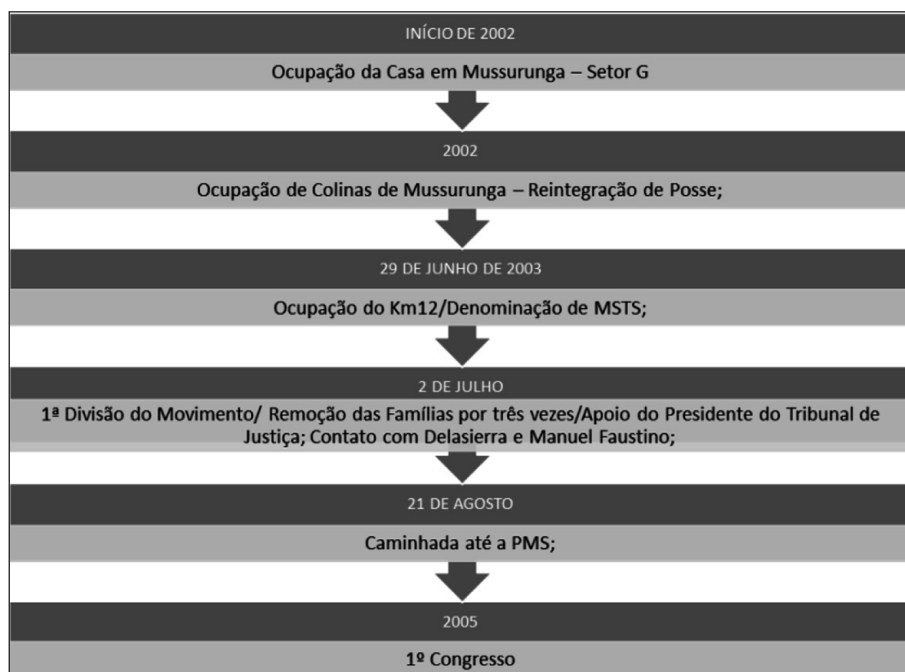 INÍCIO DE 2002
Ocupação da Casa em Mussurunga – Setor G
2002
Ocupação de Colinas de Mussurunga – Reintegração de Posse;
29 DE JUNHO DE 2003
Ocupação do Km12/Denominação de MSTS;
2 DE JULHO
1ª Divisão do Movimento/ Remoção das Famílias por três vezes/Apoio do Presidente do Tribunal de
Justiça; Contato com Delasierra e Manuel Faustino;
21 DE AGOSTO
Caminhada até a PMS;
2005
1º Congresso